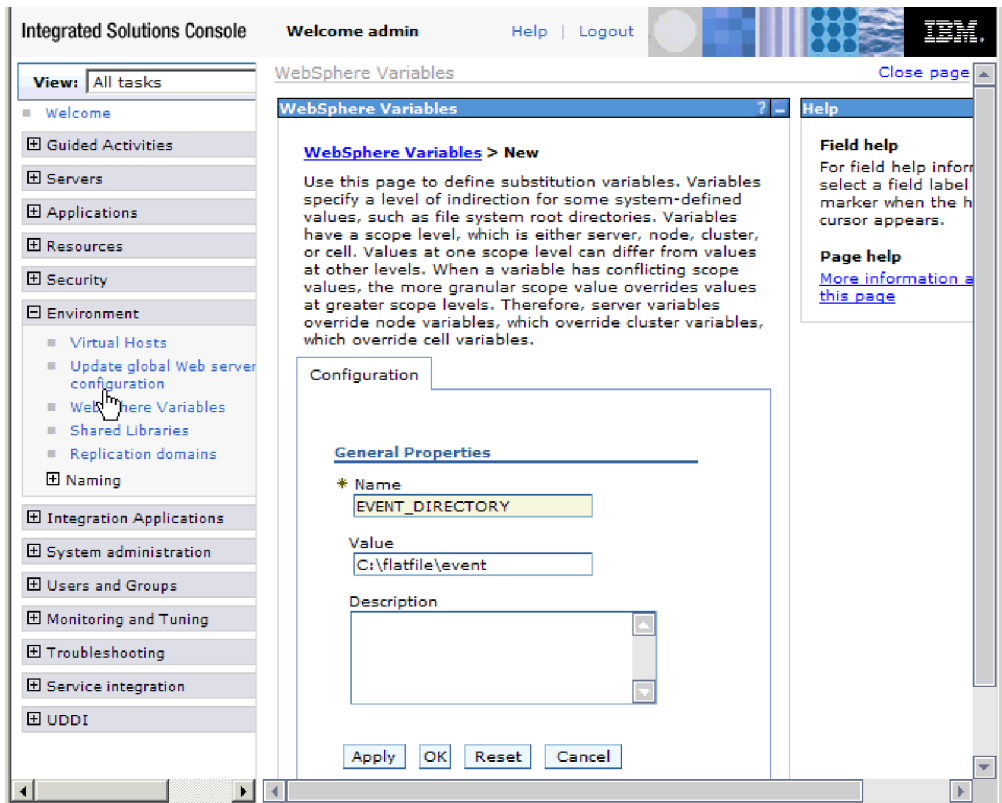 Integrated Solutions Console
Welcome admin
Help | Logout
IBM.
View: All tasks
Welcome
Guided Activities
Servers
Applications
Resources
Security
Environment
Virtual Hosts
Update global Web server
configuration
WebSphere Variables
Shared Libraries
Replication domains
Naming
Integration Applications
System administration
Users and Groups
Monitoring and Tuning
Troubleshooting
Service integration
UDDI
WebSphere Variables
Close page
WebSphere Variables
?
WebSphere Variables > New
Use this page to define substitution variables. Variables
specify a level of indirection for some system-defined
values, such as file system root directories. Variables
have a scope level, which is either server, node, cluster,
or cell. Values at one scope level can differ from values
at other levels. When a variable has conflicting scope
values, the more granular scope value overrides values
at greater scope levels. Therefore, server variables
override node variables, which override cluster variables,
which override cell variables.
Configuration
General Properties
* Name
EVENT_DIRECTORY
Value
C:\flatfile\event
Description
Apply OK Reset Cancel
Help
Field help
For field help inforr
select a field label
marker when the h
cursor appears.
Page help
More information a
this page